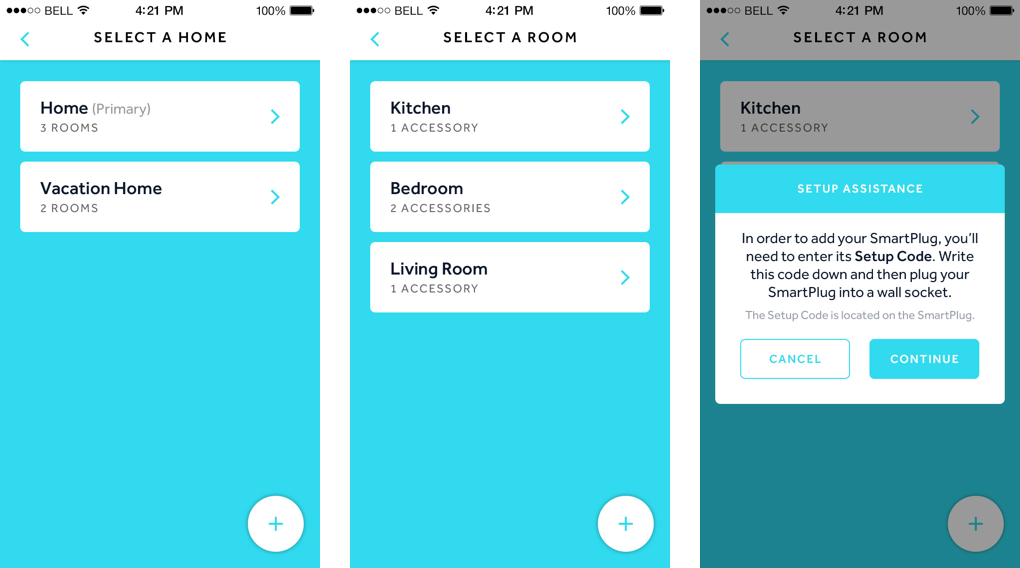 BELL 4:21 PM 100%
SELECT A HOME
Home (Primary)
3 ROOMS
Vacation Home
2 ROOMS
BELL 4:21 PM 100%
SELECT A ROOM
Kitchen
1 ACCESSORY
Bedroom
2 ACCESSORIES
Living Room
1 ACCESSORY
BELL 4:21 PM 100%
SELECT A ROOM
Kitchen
1 ACCESSORY
SETUP ASSISTANCE
In order to add your SmartPlug, you’ll
need to enter its Setup Code. Write
this code down and then plug your
SmartPlug into a wall socket.
The Setup Code is located on the SmartPlug.
CANCEL CONTINUE